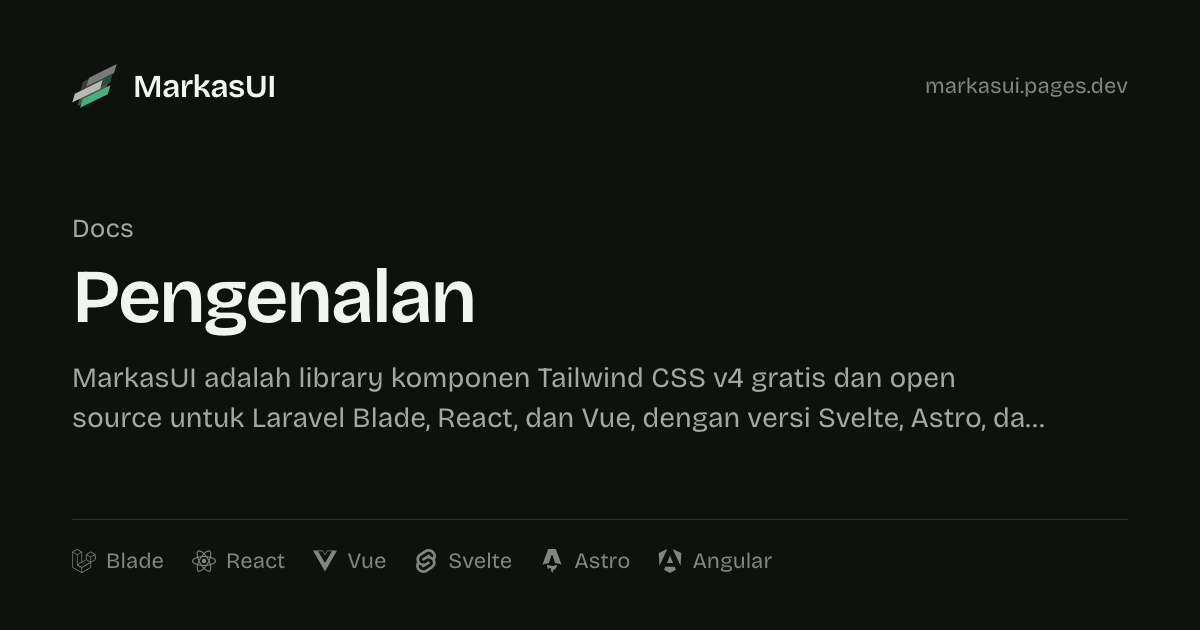 MarkasUI
markasui.pages.dev
Docs
Pengenalan
MarkasUI adalah library komponen Tailwind CSS v4 gratis dan open
source untuk Laravel Blade, React, dan Vue, dengan versi Svelte, Astro, da...
Blade React Vue Svelte Astro Angular